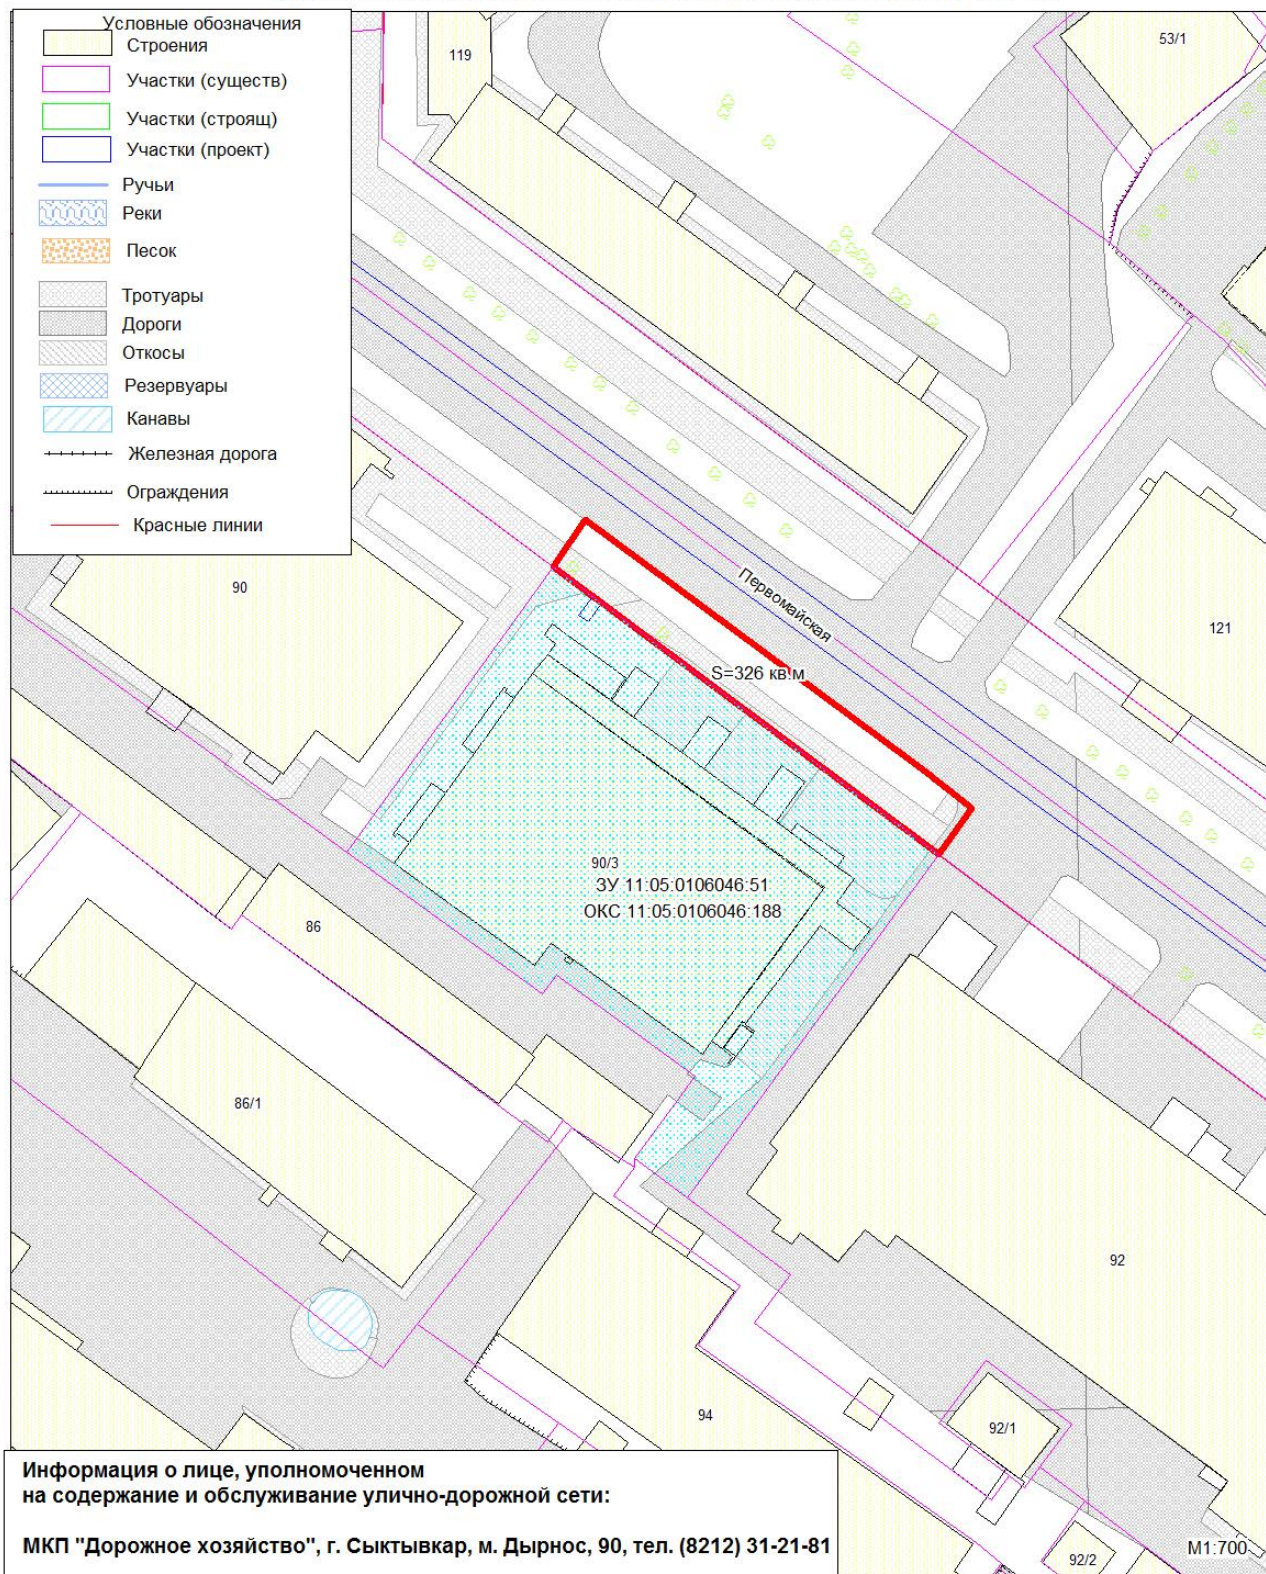 Условные обозначения
Строения
Участки (существ)
Участки (строящ)
Участки (проект)
Ручьи
Реки
Песок
Тротуары
Дороги
Откосы
Резервуары
Канавы
Железная дорога
Ограждения
Красные линии
119
53/1
90
121
Первомайская
S=326 кв.м
90/3
ЗУ 11:05:0106046:51
ОКС 11:05:0106046:188
86
86/1
92
94
92/1
92/2
Информация о лице, уполномоченном
на содержание и обслуживание улично-дорожной сети:
МКП "Дорожное хозяйство", г. Сыктывкар, м. Дырнос, 90, тел. (8212) 31-21-81
М1:700